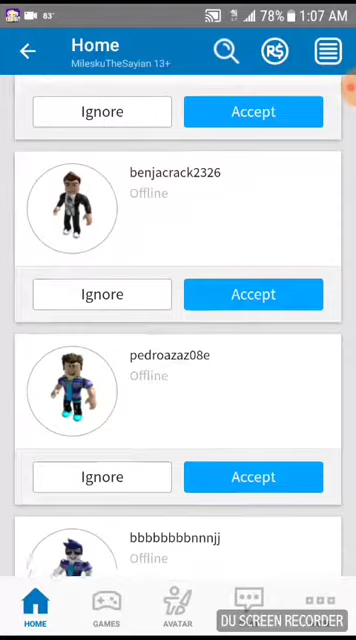 83°
78% 1:07 AM
Home
MileskuTheSayian 13+
R$
Ignore
Accept
benjacrack2326
Offline
Ignore
Accept
pedroazaz08e
Offline
Ignore
Accept
bbbbbbbbnnnjj
Offline
HOME
GAMES
AVATAR
DU SCREEN RECORDER